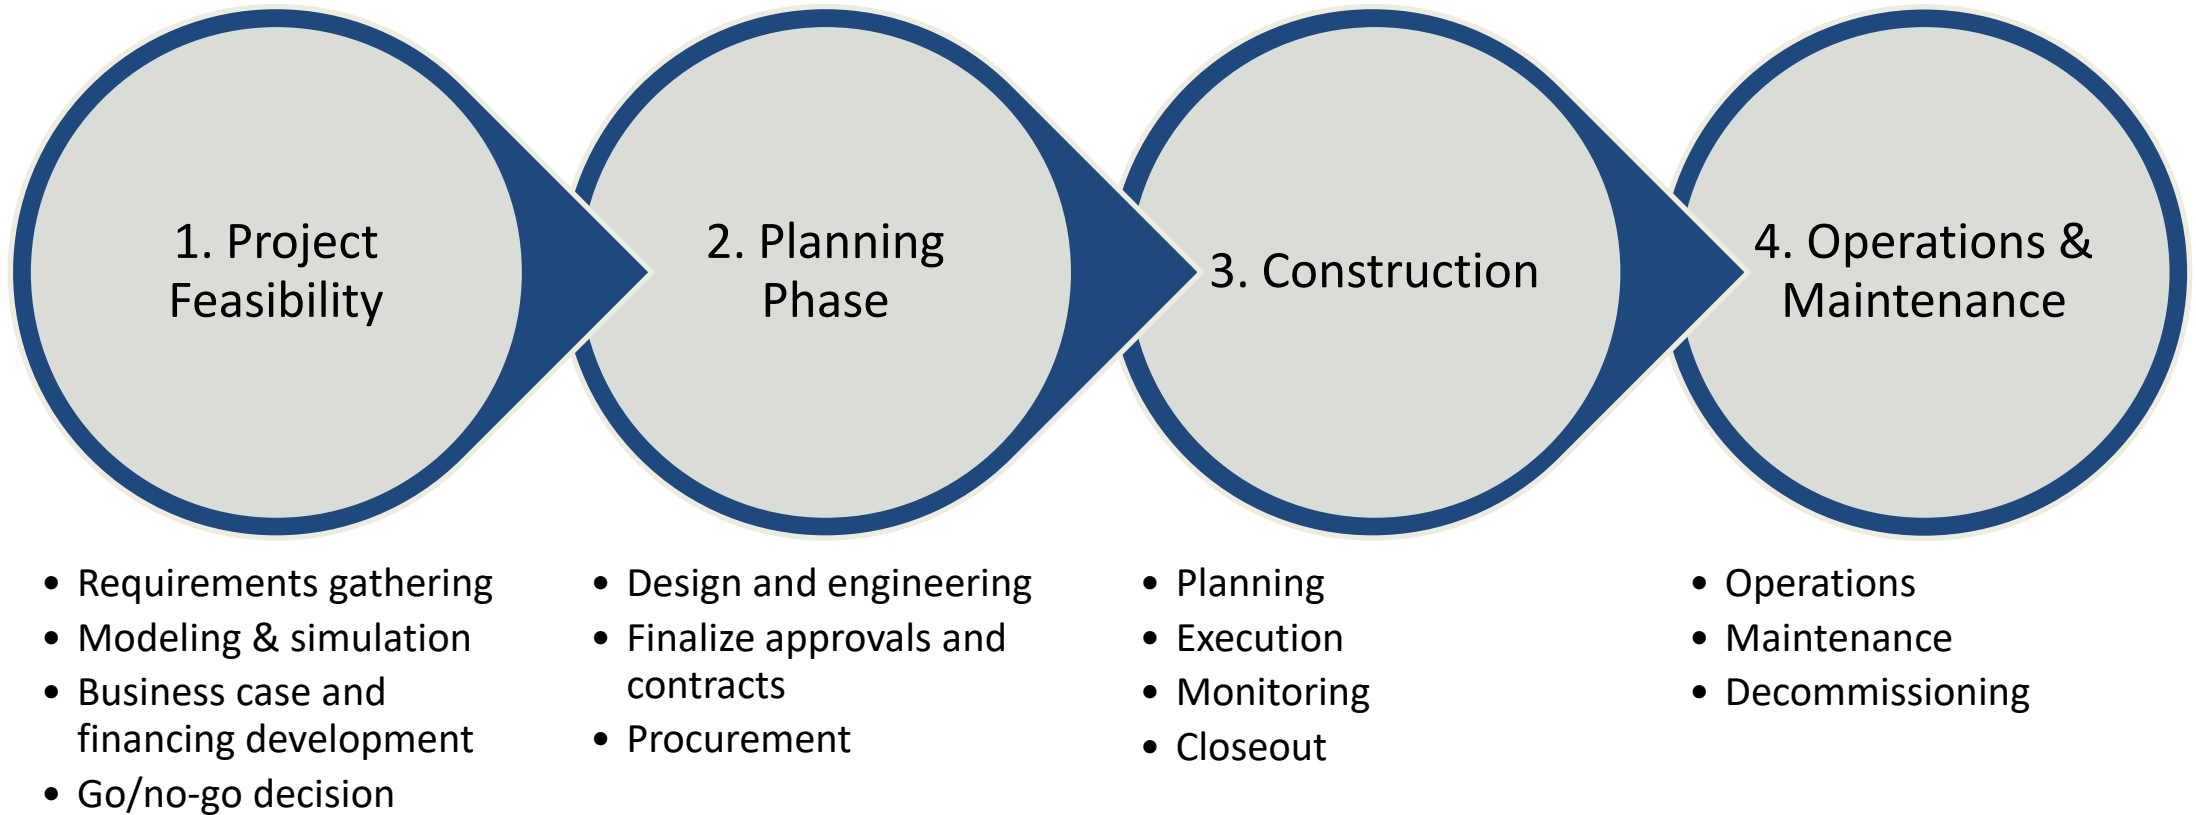 1. Project
Feasibility
2. Planning
Phase
3. Construction
4. Operations &
Maintenance
• Requirements gathering
• Modeling & simulation
• Business case and
financing development
• Go/no-go decision
• Design and engineering
• Finalize approvals and
contracts
• Procurement
• Planning
• Execution
• Monitoring
• Closeout
• Operations
• Maintenance
• Decommissioning